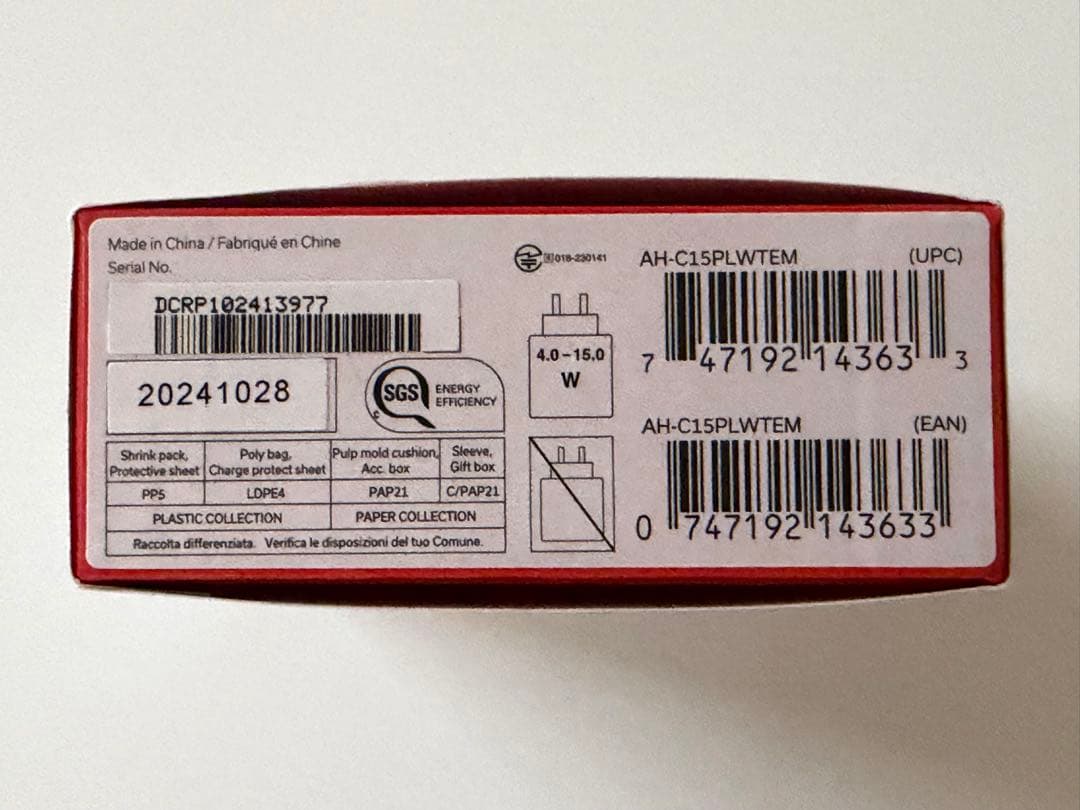 Made in China / Fabriqué en Chine
Serial No.
DCRP102413977
20241028
SGS ENERGY
EFFICIENCY
Shrink pack, Protective sheet
Poly bag, Charge protect sheet
Pulp mold cushion, Acc. box
Sleeve, Gift box
PP5 LDPE4 PAP21 C/PAP21
PLASTIC COLLECTION PAPER COLLECTION
Raccolta differenziata. Verifica le disposizioni del tuo Comune.
R 018-230141
4.0-15.0
W
AH-C15PLWTEM (UPC)
7 47192 14363 3
AH-C15PLWTEM (EAN)
0 747192 143633